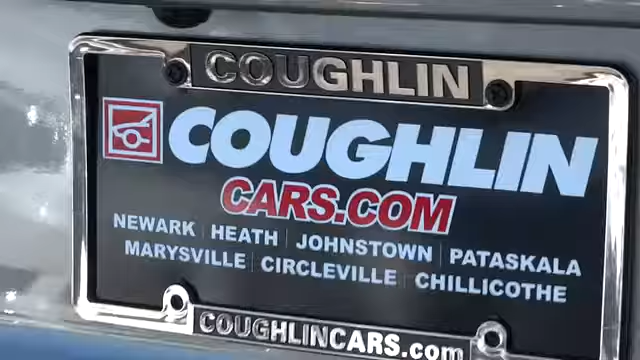 COUGHLIN
COUGHLIN
CARS.COM
NEWARK | HEATH | JOHNSTOWN | PATASKALA
MARYSVILLE | CIRCLEVILLE | CHILLICOTHE
COUGHLINCARS.com